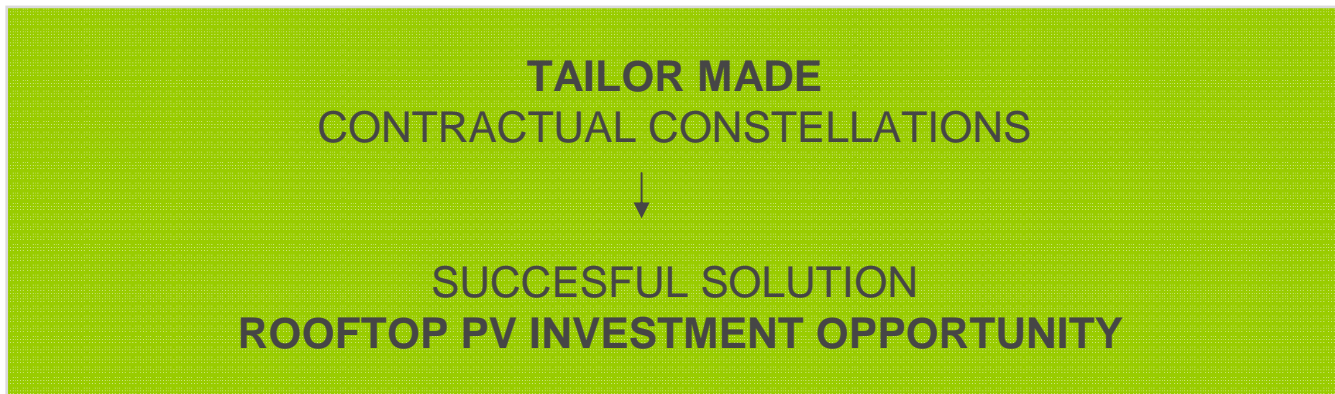 TAILOR MADE
CONTRACTUAL CONSTELLATIONS
SUCCESFUL SOLUTION
ROOFTOP PV INVESTMENT OPPORTUNITY